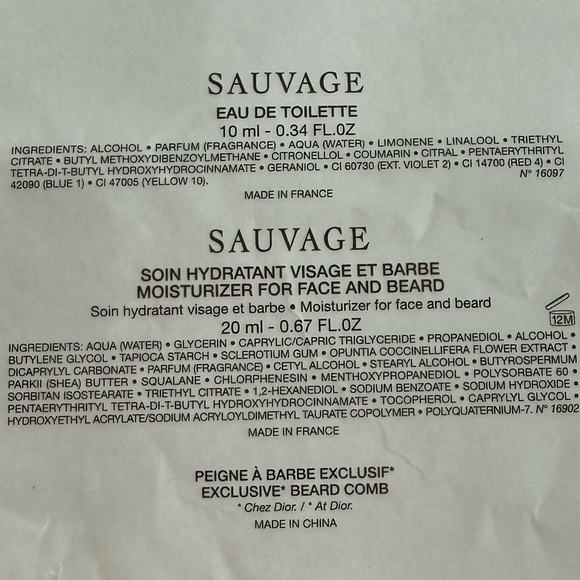 SAUVAGE
EAU DE TOILETTE
10 ml - 0.34 FL.OZ
INGREDIENTS: ALCOHOL • PARFUM (FRAGRANCE) • AQUA (WATER) • LIMONENE • LINALOOL • TRIETHYL
CITRATE • BUTYL METHOXYDIBENZOYLMETHANE • CITRONELLOL • COUMARIN • CITRAL • PENTAERYTHRITYL
TETRA-DI-T-BUTYL HYDROXYHYDROCINNAMATE • GERANIOL • CI 60730 (EXT. VIOLET 2) • CI 14700 (RED 4) • CI
42090 (BLUE 1) • CI 47005 (YELLOW 10). N° 16097
MADE IN FRANCE
SAUVAGE
SOIN HYDRATANT VISAGE ET BARBE
MOISTURIZER FOR FACE AND BEARD
Soin hydratant visage et barbe • Moisturizer for face and beard
20 ml - 0.67 FL.OZ
12M
INGREDIENTS: AQUA (WATER) • GLYCERIN • CAPRYLIC/CAPRIC TRIGLYCERIDE • PROPANEDIOL • ALCOHOL •
BUTYLENE GLYCOL • TAPIOCA STARCH • SCLEROTIUM GUM • OPUNTIA COCCINELLIFERA FLOWER EXTRACT •
DICAPRYLYL CARBONATE • PARFUM (FRAGRANCE) • CETYL ALCOHOL • STEARYL ALCOHOL • BUTYROSPERMUM
PARKII (SHEA) BUTTER • SQUALANE • CHLORPHENESIN • MENTHOXYPROPANEDIOL • POLYSORBATE 60 •
SORBITAN ISOSTEARATE • TRIETHYL CITRATE • 1,2-HEXANEDIOL • SODIUM BENZOATE • SODIUM HYDROXIDE •
PENTAERYTHRITYL TETRA-DI-T-BUTYL HYDROXYHYDROCINNAMATE • TOCOPHEROL • CAPRYLYL GLYCOL •
HYDROXYETHYL ACRYLATE/SODIUM ACRYLOYLDIMETHYL TAURATE COPOLYMER • POLYQUATERNIUM-7. N° 16902
MADE IN FRANCE
PEIGNE À BARBE EXCLUSIF*
EXCLUSIVE* BEARD COMB
* Chez Dior. / * At Dior.
MADE IN CHINA